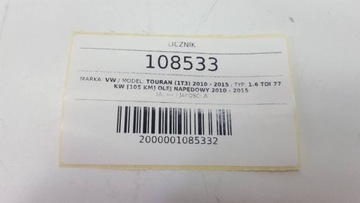 LICZNIK
108533
MARKA: VW / MODEL: TOURAN (1T3) 2010 - 2015 / TYP: 1.6 TDI 77
KW [105 KM] OLEJ NAPĘDOWY 2010 - 2015
JAKOŚĆ: A
2000001085332